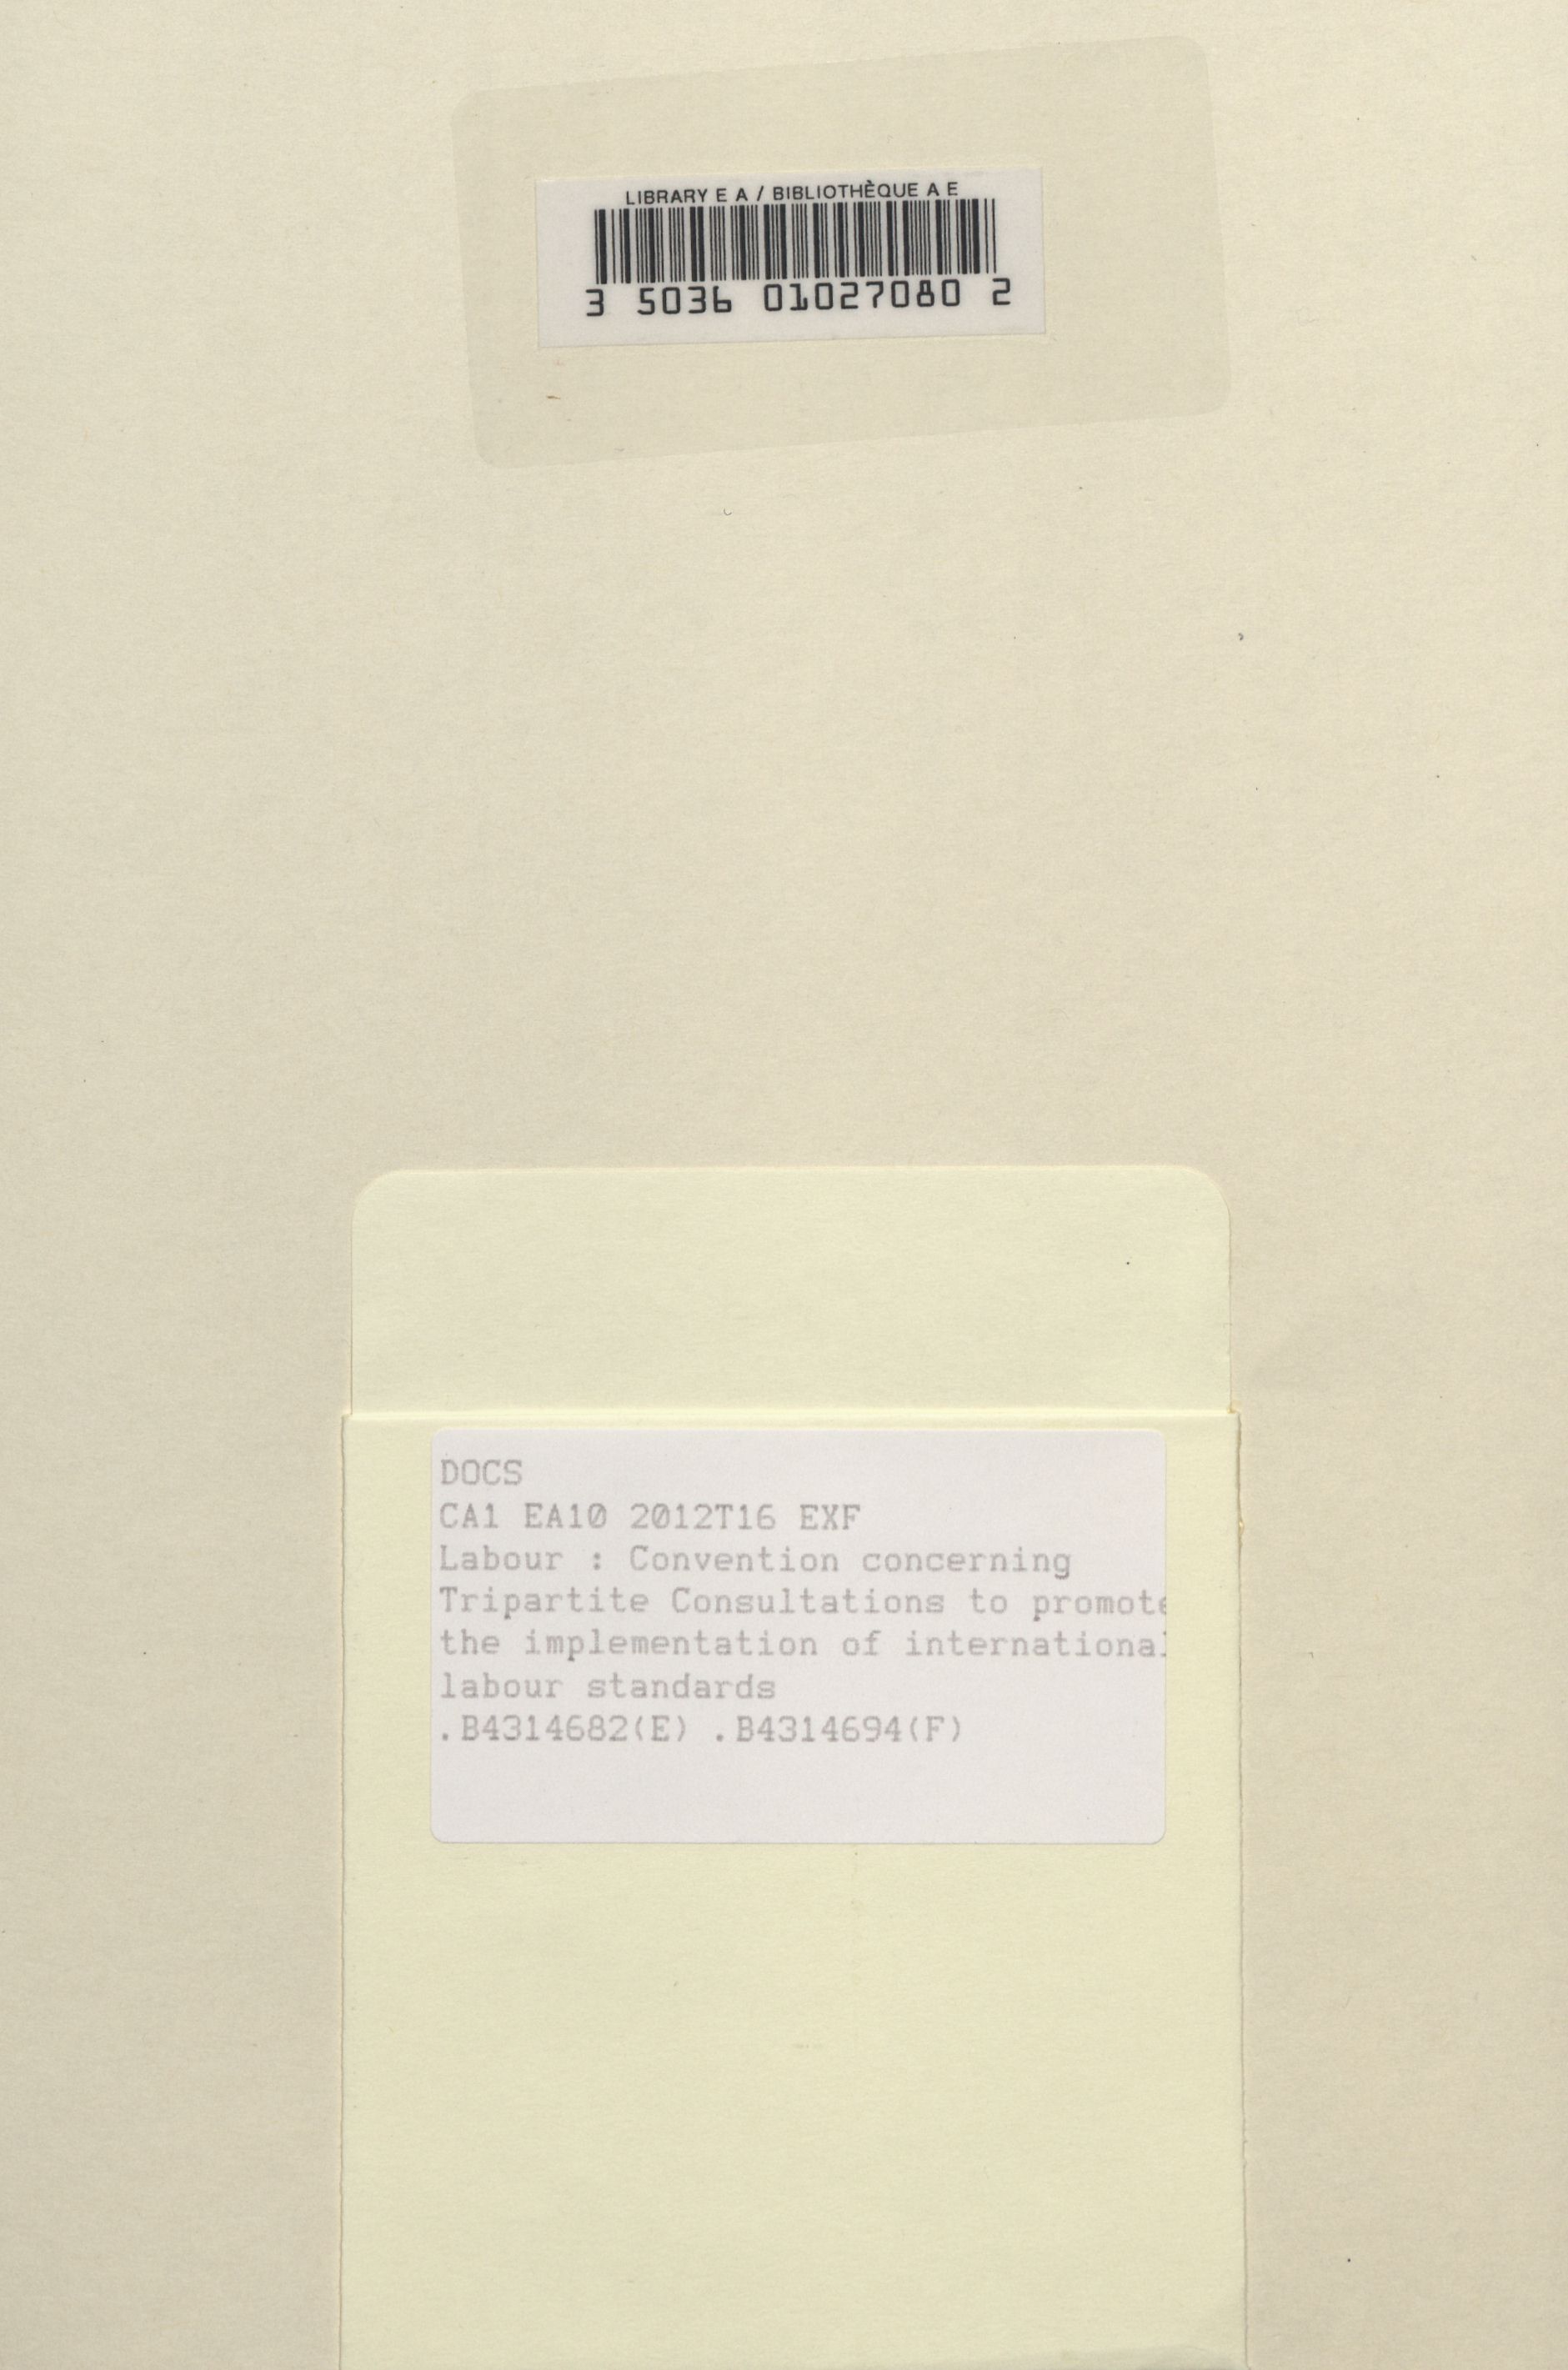 LIBRARY E A / BIBLIOTHÈQUE A E
3 5036 01027080 2
DOCS
CA1 EA10 2012T16 EXF
Labour : Convention concerning
Tripartite Consultations to promote
the implementation of international
labour standards
.B4314682(E) .B4314694(F)